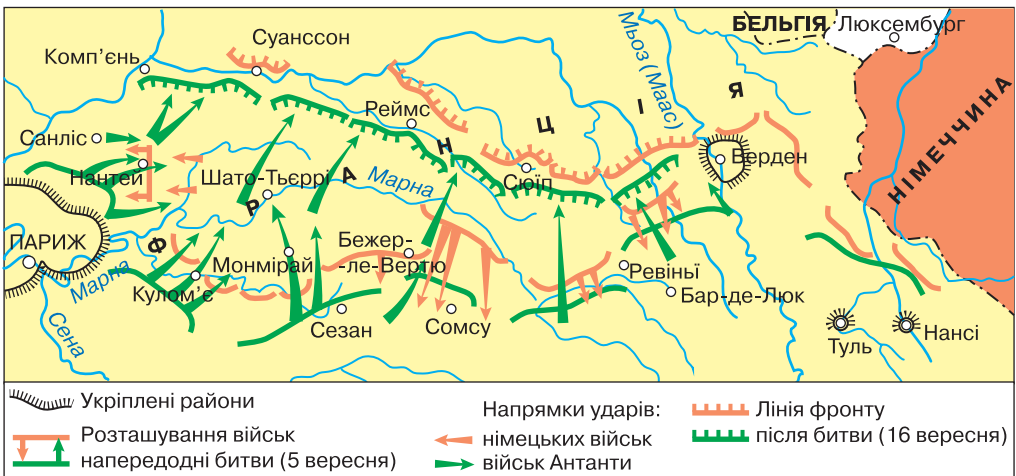 БЕЛЬГІЯ
Люксембург
Суанссон
Комп’єнь
Мьоз (Маас)
НІМЕЧЧИНА
Реймс
Санліс
ФРАНЦІЯ
Верден
Нантей
Шато-Тьєррі
Марна
Сюїп
ПАРИЖ
Бежер-
-ле-Вертю
Монмірай
Ревіньї
Марна
Кулом’є
Бар-де-Люк
Сезан
Сомсу
Сена
Туль
Нансі
Укріплені райони
Розташування військ
напередодні битви (5 вересня)
Напрямки ударів:
німецьких військ
військ Антанти
Лінія фронту
після битви (16 вересня)